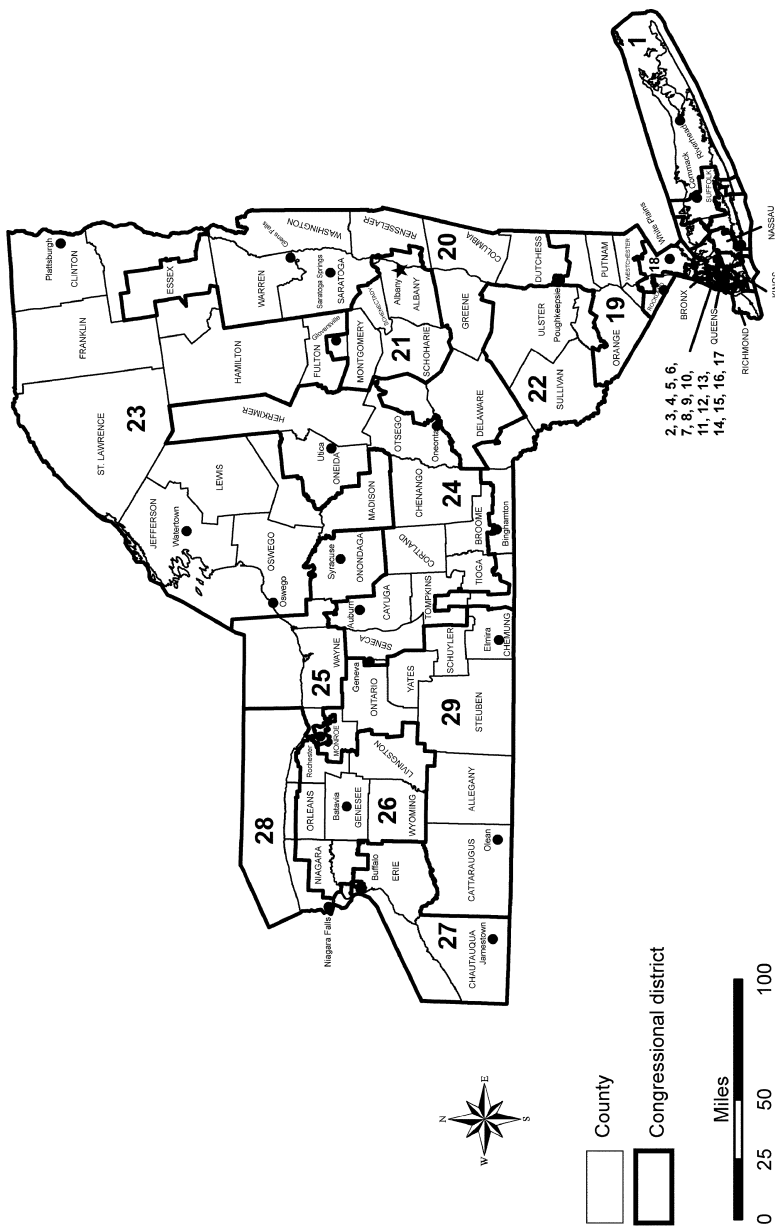 Plattsburgh
CLINTON
FRANKLIN
ST. LAWRENCE
23
ESSEX
HAMILTON
WARREN
Glens Falls
WASHINGTON
Saratoga Springs
SARATOGA
JEFFERSON
Watertown
LEWIS
HERKIMER
FULTON
Gloversville
MONTGOMERY
SCHENECTADY
RENSSELAER
Albany
ALBANY
OSWEGO
Oswego
Utica
ONEIDA
21
SCHOHARIE
20
COLUMBIA
GREENE
MADISON
OTSEGO
Oneonta
28
25
WAYNE
Syracuse
ONONDAGA
Auburn
CAYUGA
SENECA
Geneva
ONTARIO
YATES
Rochester
MONROE
ORLEANS
Batavia
GENESEE
NIAGARA
Niagara Falls
Buffalo
ERIE
26
WYOMING
LIVINGSTON
CHENANGO
24
CORTLAND
TOMPKINS
TIOGA
BROOME
Binghamton
DELAWARE
SCHUYLER
Elmira
CHEMUNG
29
STEUBEN
ALLEGANY
CATTARAUGUS
Olean
27
CHAUTAUQUA
Jamestown
ULSTER
Poughkeepsie
DUTCHESS
22
SULLIVAN
19
ORANGE
PUTNAM
WESTCHESTER
18
White Plains
BRONX
QUEENS
RICHMOND
NASSAU
1
Riverhead
Commack
SUFFOLK
2, 3, 4, 5, 6,
7, 8, 9, 10,
11, 12, 13,
14, 15, 16, 17
N
W
E
S
County
Congressional district
Miles
0 25 50 100